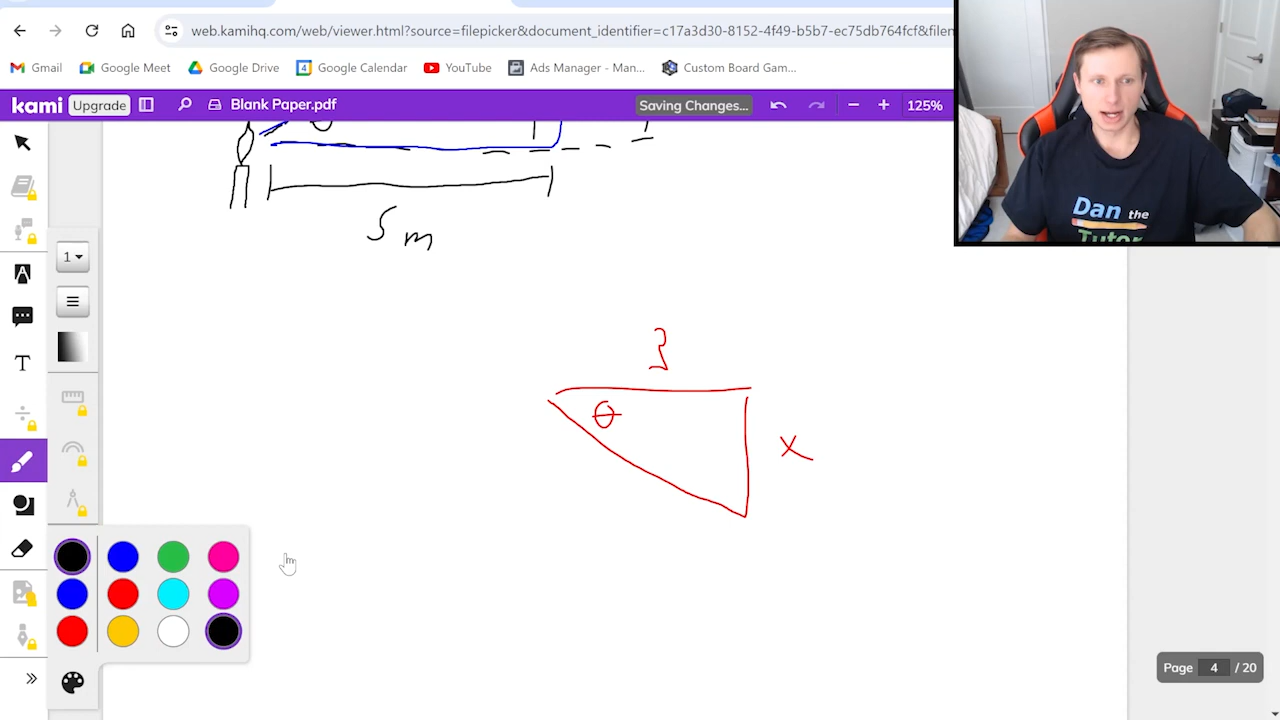 web.kamihq.com/web/viewer.html?source=filepicker&document_identifier=c17a3d30-8152-4f49-b5b7-ec75db764fcf&filen
Gmail Google Meet Google Drive 4 Google Calendar YouTube Ads Manager - Man... Custom Board Gam...
kami Upgrade Blank Paper.pdf Saving Changes... 125%
Dan the
Tutor
1
T
5 m
3
θ
x
Page 4 / 20